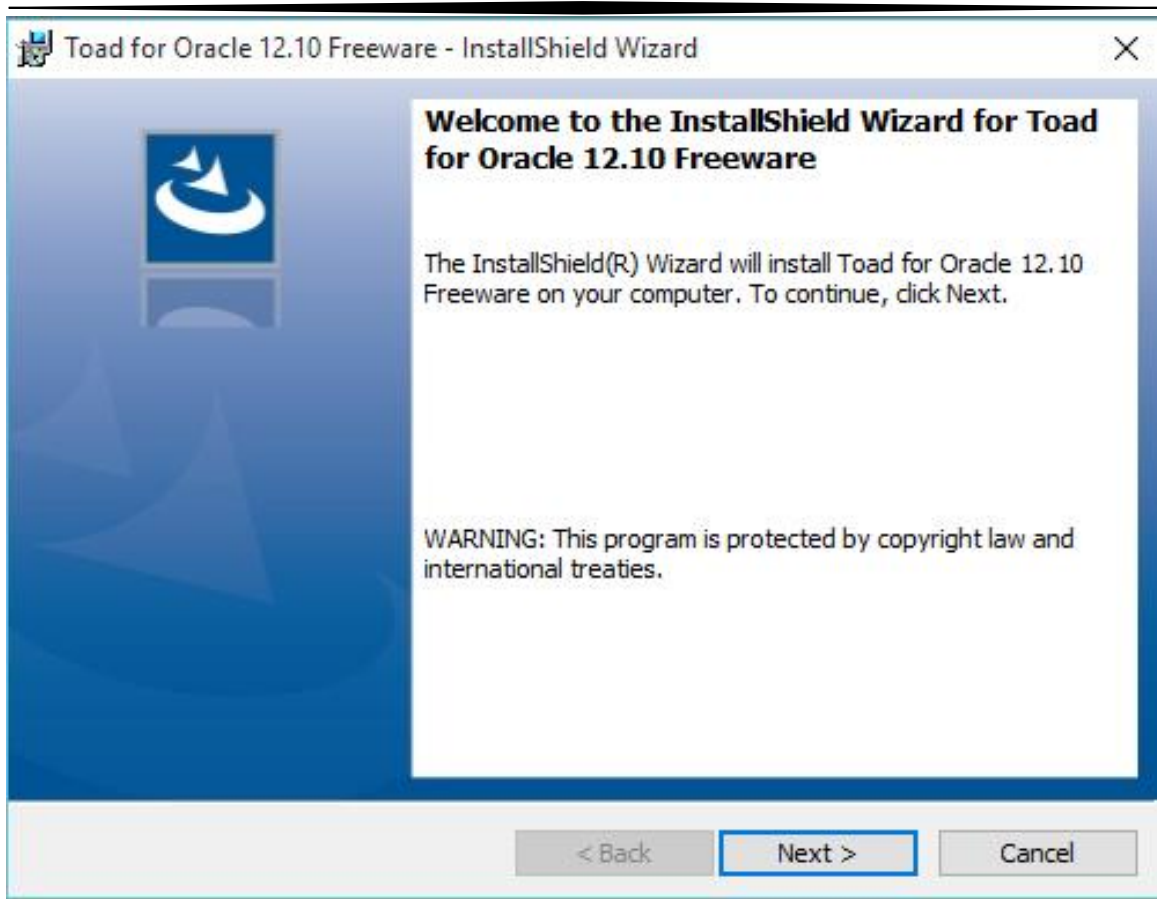 Toad for Oracle 12.10 Freeware - InstallShield Wizard
Welcome to the InstallShield Wizard for Toad
for Oracle 12.10 Freeware
The InstallShield(R) Wizard will install Toad for Oracle 12.10
Freeware on your computer. To continue, click Next.
WARNING: This program is protected by copyright law and
international treaties.
< Back
Next >
Cancel